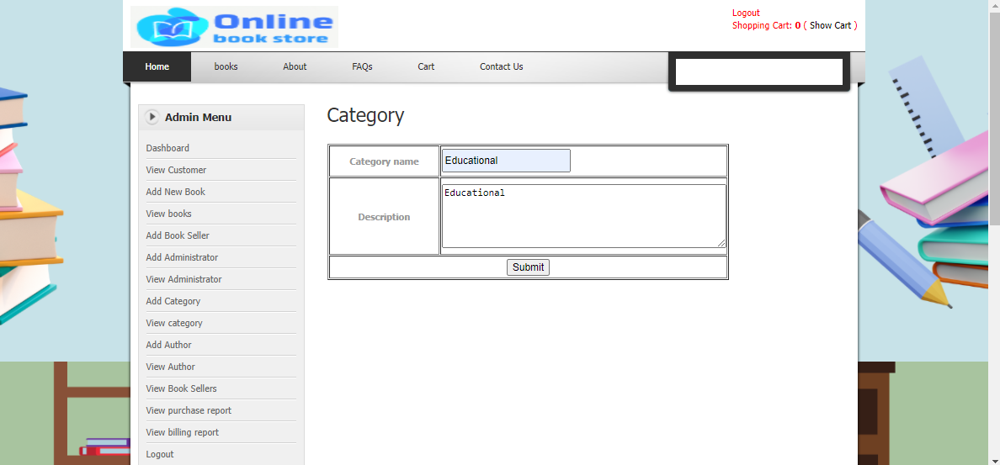 Online
book store
Logout
Shopping Cart: 0 ( Show Cart )
Home books About FAQs Cart Contact Us
Admin Menu
Dashboard
View Customer
Add New Book
View books
Add Book Seller
Add Administrator
View Administrator
Add Category
View category
Add Author
View Author
View Book Sellers
View purchase report
View billing report
Logout
Category
Category name Educational
Description Educational
Submit